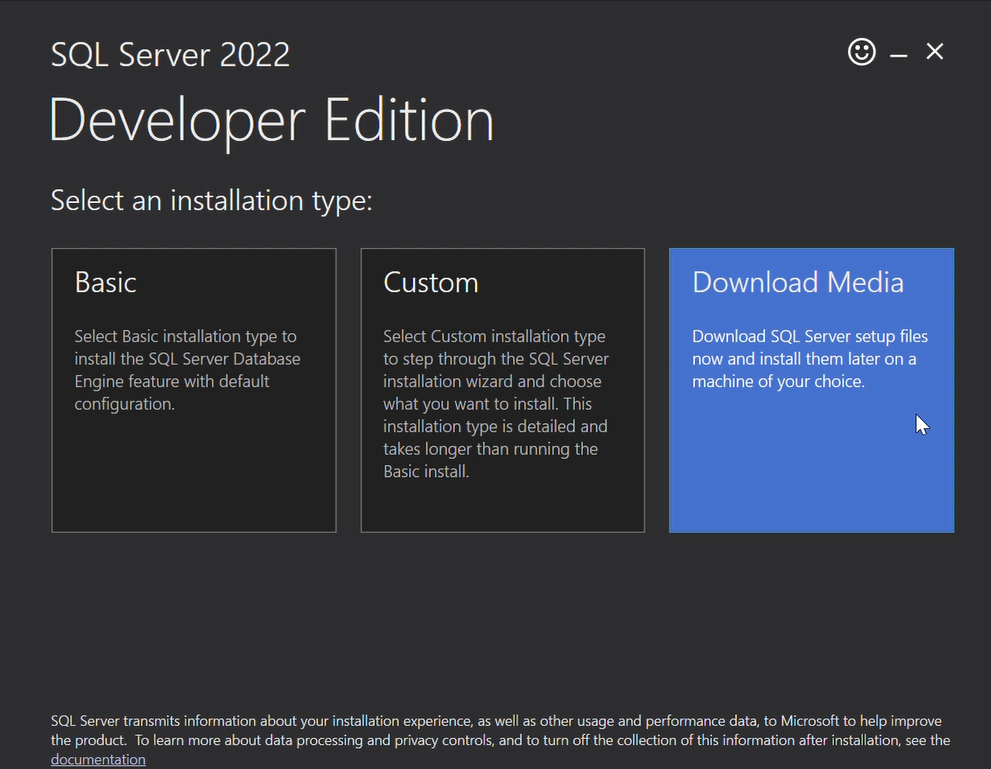 SQL Server 2022
Developer Edition
Select an installation type:
Basic
Select Basic installation type to
install the SQL Server Database
Engine feature with default
configuration.
Custom
Select Custom installation type
to step through the SQL Server
installation wizard and choose
what you want to install. This
installation type is detailed and
takes longer than running the
Basic install.
Download Media
Download SQL Server setup files
now and install them later on a
machine of your choice.
SQL Server transmits information about your installation experience, as well as other usage and performance data, to Microsoft to help improve
the product.  To learn more about data processing and privacy controls, and to turn off the collection of this information after installation, see the
documentation